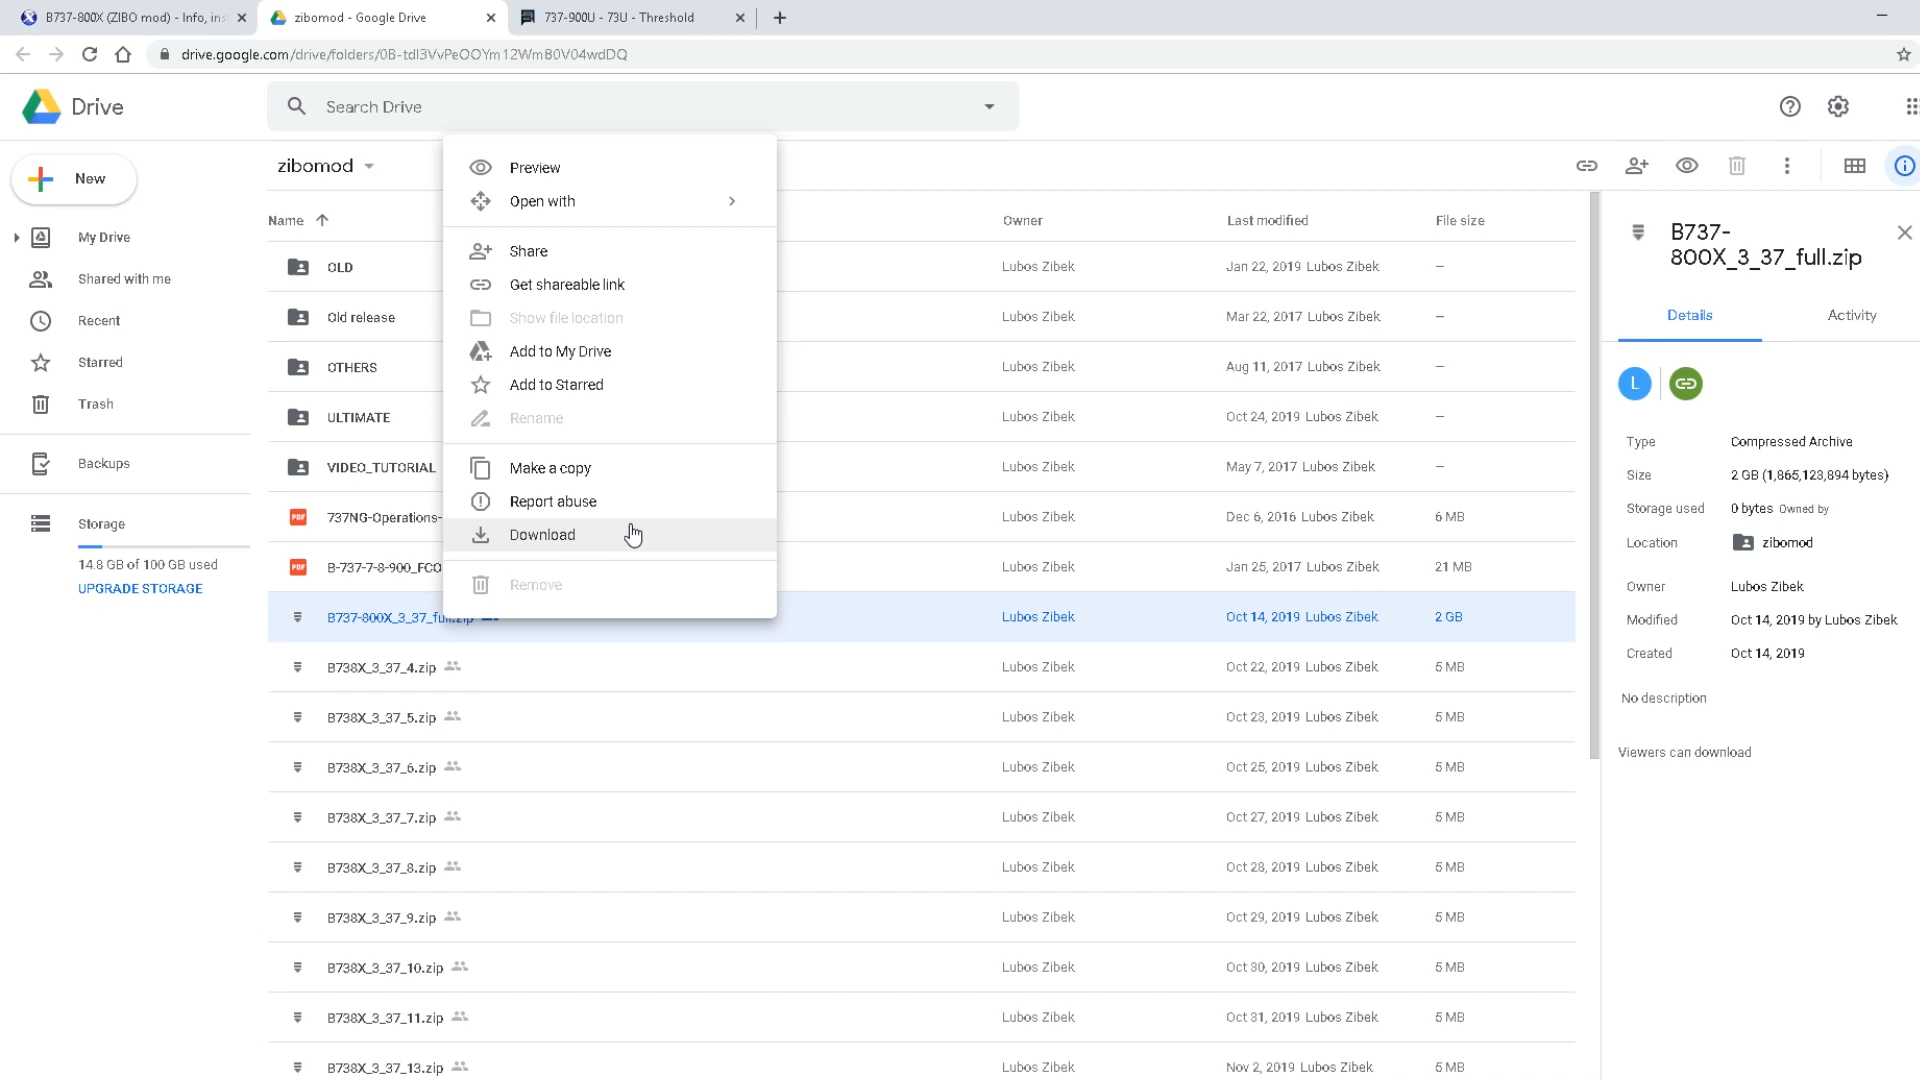 B737-800X (ZIBO mod) - Info, ins
zibomod - Google Drive
737-900U - 73U - Threshold
drive.google.com/drive/folders/0B-tdl3VvPeOOYm12Wm80V04wdDQ
Drive
Search Drive
zibomod
New
My Drive
Shared with me
Recent
Starred
Trash
Backups
Storage
14.8 GB of 100 GB used
UPGRADE STORAGE
Preview
Open with
Share
Get shareable link
Show file location
Add to My Drive
Add to Starred
Rename
Make a copy
Report abuse
Download
Remove
Name Owner Last modified File size
OLD Lubos Zibek Jan 22, 2019 Lubos Zibek –
Old release Lubos Zibek Mar 22, 2017 Lubos Zibek –
OTHERS Lubos Zibek Aug 11, 2017 Lubos Zibek –
ULTIMATE Lubos Zibek Oct 24, 2019 Lubos Zibek –
VIDEO_TUTORIAL Lubos Zibek May 7, 2017 Lubos Zibek –
PDF 737NG-Operations- Lubos Zibek Dec 6, 2016 Lubos Zibek 6 MB
PDF B-737-7-8-900_FCO Lubos Zibek Jan 25, 2017 Lubos Zibek 21 MB
B737-800X_3_37_full.zip Lubos Zibek Oct 14, 2019 Lubos Zibek 2 GB
B738X_3_37_4.zip Lubos Zibek Oct 22, 2019 Lubos Zibek 5 MB
B738X_3_37_5.zip Lubos Zibek Oct 23, 2019 Lubos Zibek 5 MB
B738X_3_37_6.zip Lubos Zibek Oct 25, 2019 Lubos Zibek 5 MB
B738X_3_37_7.zip Lubos Zibek Oct 27, 2019 Lubos Zibek 5 MB
B738X_3_37_8.zip Lubos Zibek Oct 28, 2019 Lubos Zibek 5 MB
B738X_3_37_9.zip Lubos Zibek Oct 29, 2019 Lubos Zibek 5 MB
B738X_3_37_10.zip Lubos Zibek Oct 30, 2019 Lubos Zibek 5 MB
B738X_3_37_11.zip Lubos Zibek Oct 31, 2019 Lubos Zibek 5 MB
B738X_3_37_13.zip Lubos Zibek Nov 2, 2019 Lubos Zibek 5 MB
B737-
800X_3_37_full.zip
Details Activity
L
Type Compressed Archive
Size 2 GB (1,865,123,894 bytes)
Storage used 0 bytes Owned by
Location zibomod
Owner Lubos Zibek
Modified Oct 14, 2019 by Lubos Zibek
Created Oct 14, 2019
No description
Viewers can download